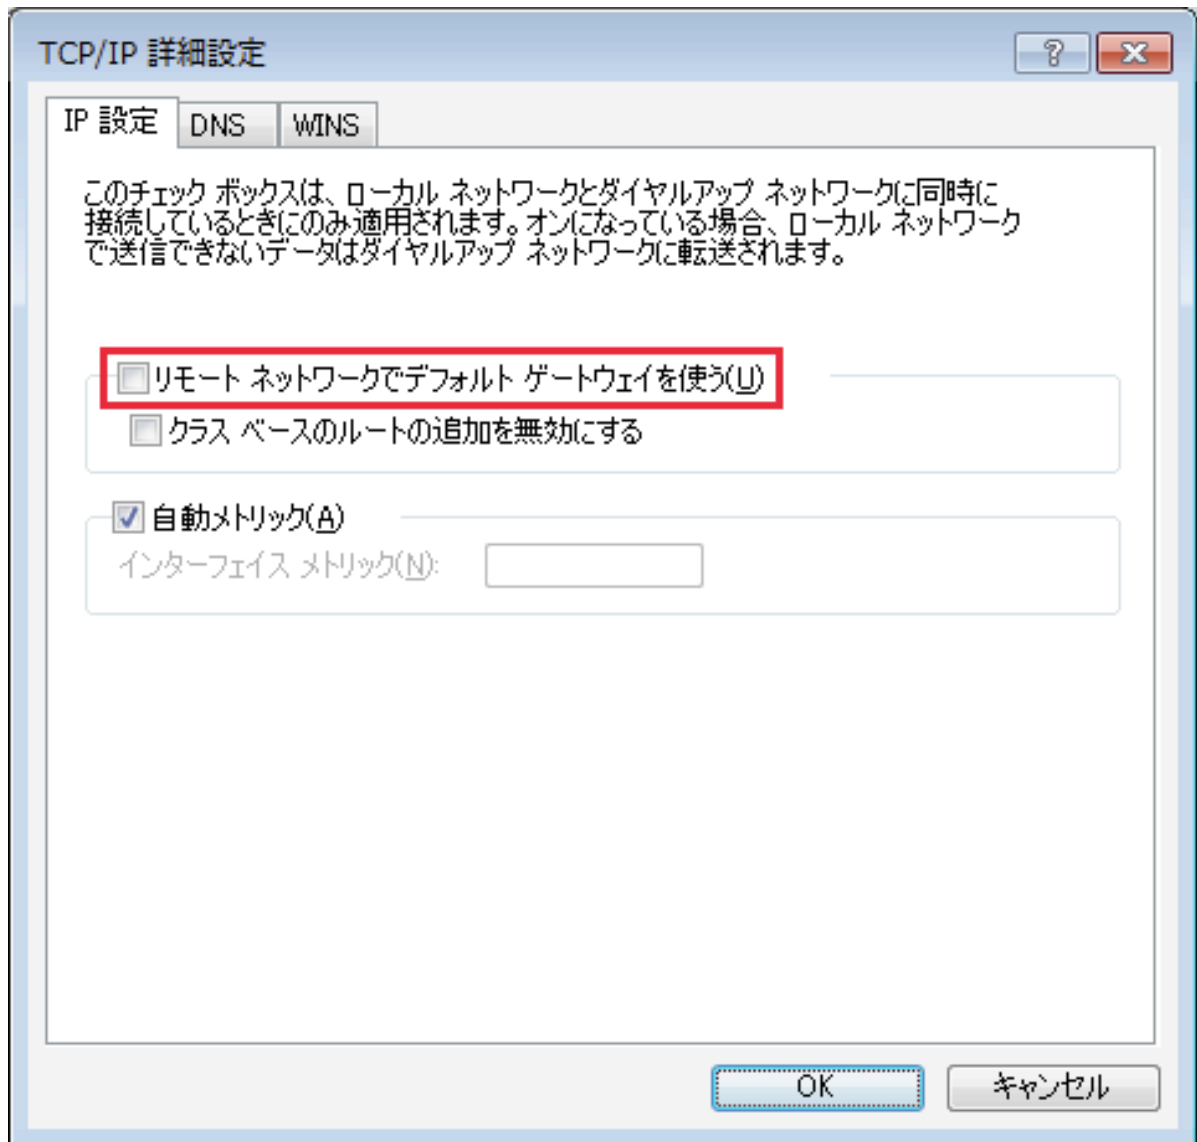 TCP/IP 詳細設定
IP 設定
DNS
WINS
このチェック ボックスは、ローカル ネットワークとダイヤルアップ ネットワークに同時に
接続しているときにのみ適用されます。オンになっている場合、ローカル ネットワーク
で送信できないデータはダイヤルアップ ネットワークに転送されます。
リモート ネットワークでデフォルト ゲートウェイを使う(U)
クラス ベースのルートの追加を無効にする
自動メトリック(A)
インターフェイス メトリック(N):
OK
キャンセル